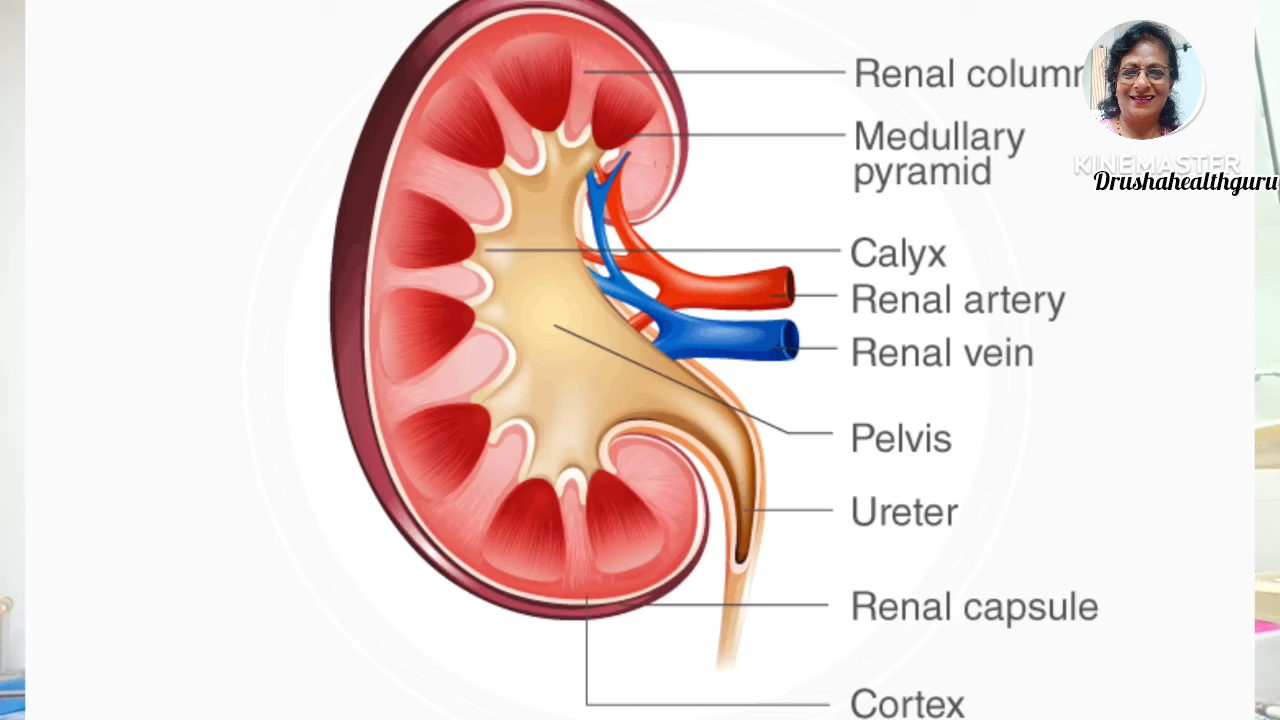 Renal column
Medullary
pyramid
KINEMASTER
Drushahealthguru
Calyx
Renal artery
Renal vein
Pelvis
Ureter
Renal capsule
Cortex